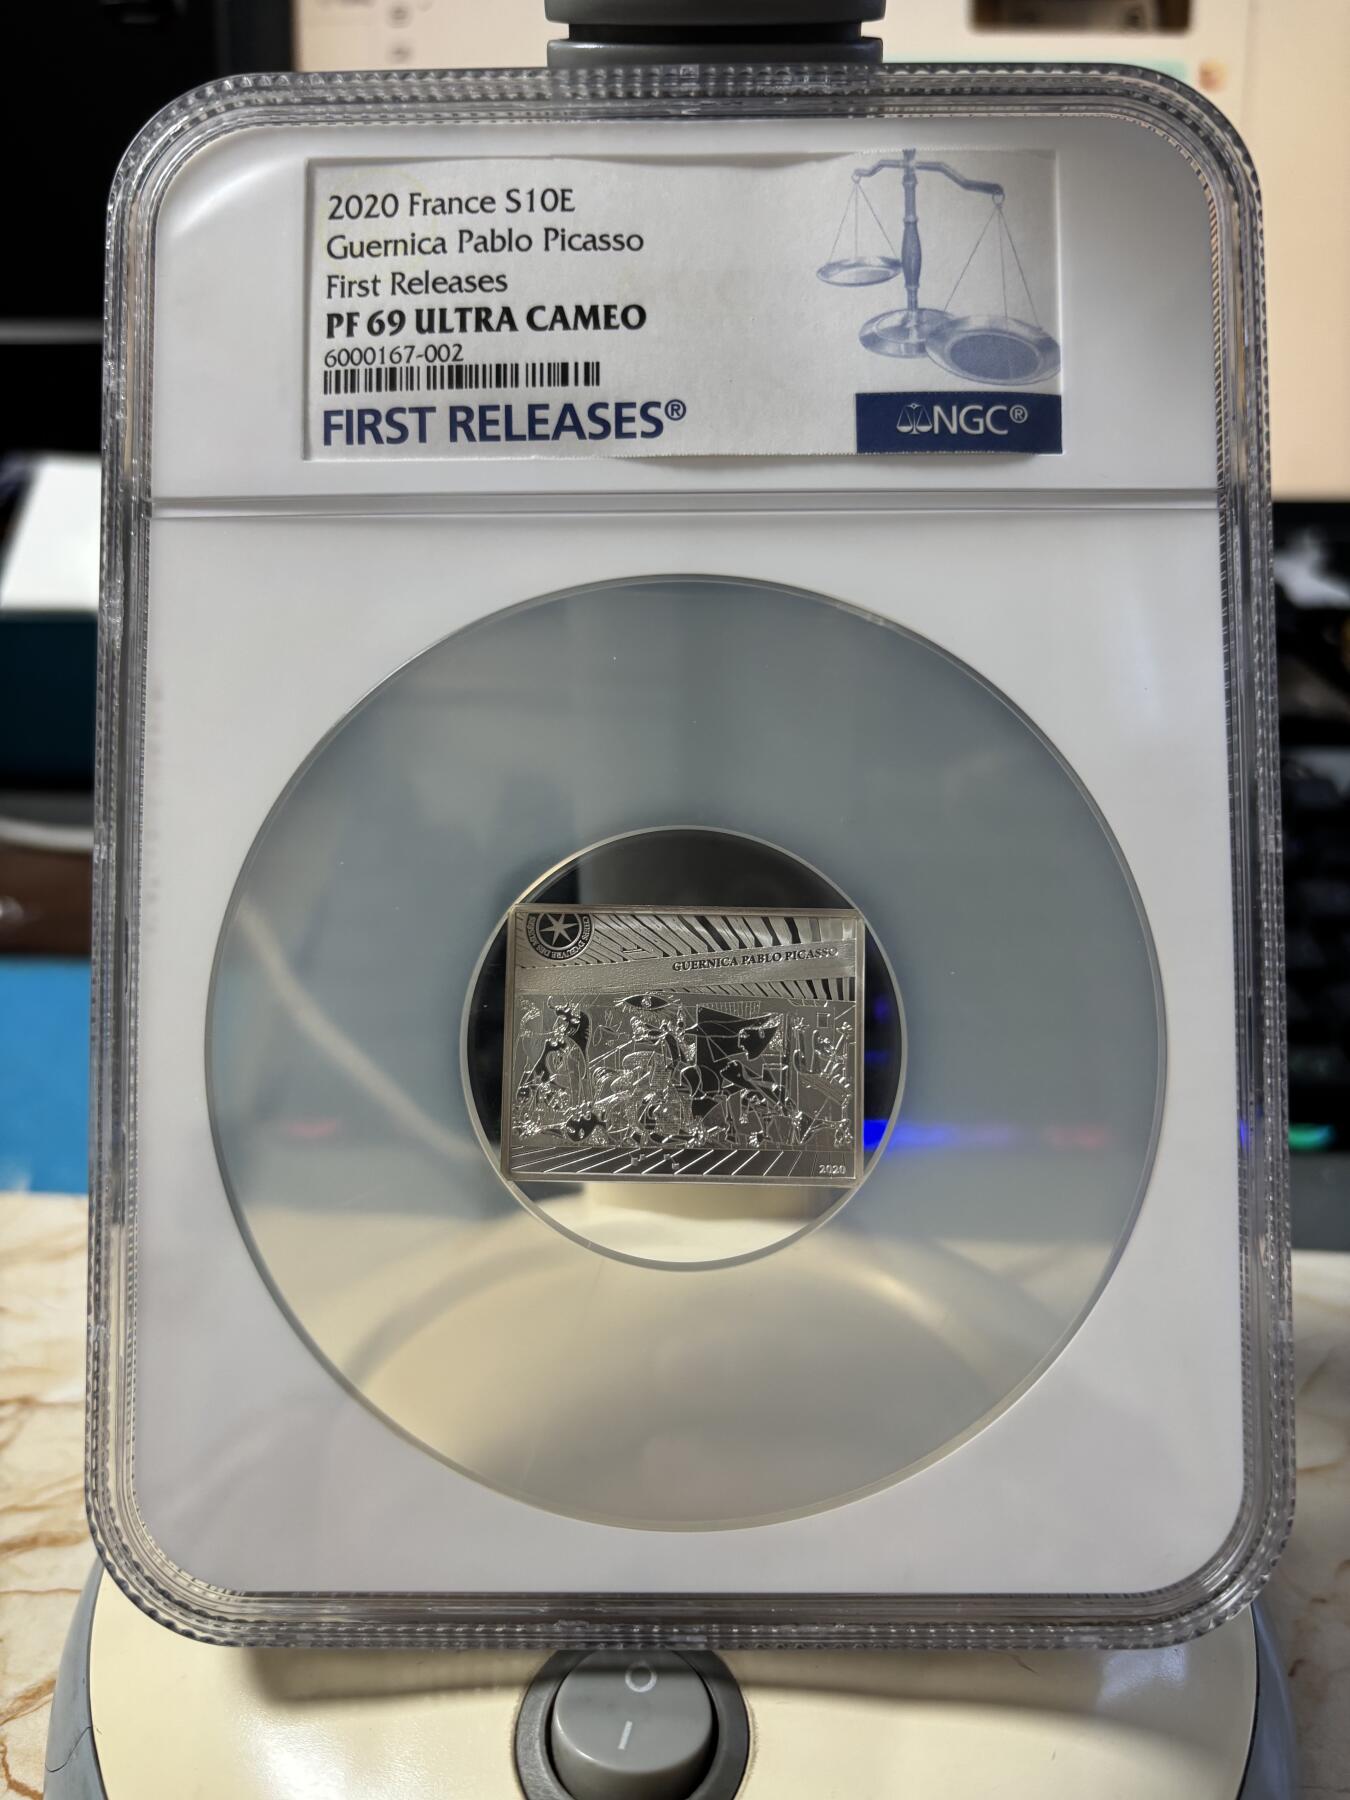 2020 France S10E
Guernica Pablo Picasso
First Releases
PF 69 ULTRA CAMEO
6000167-002
FIRST RELEASES®
NGC®
GUERNICA PABLO PICASSO
2020